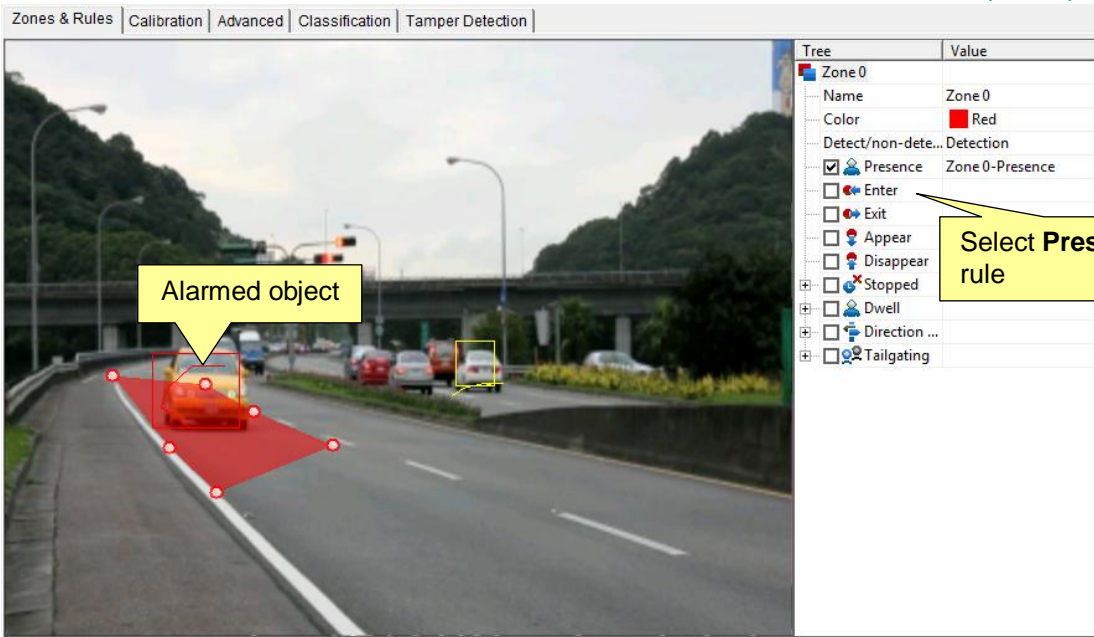 Zones & Rules Calibration Advanced Classification Tamper Detection
Tree Value
Zone 0
Name Zone 0
Color Red
Detect/non-dete... Detection
Presence Zone 0-Presence
Enter
Exit
Appear
Disappear
Stopped
Dwell
Direction ...
Tailgating
Select Pres
rule
Alarmed object